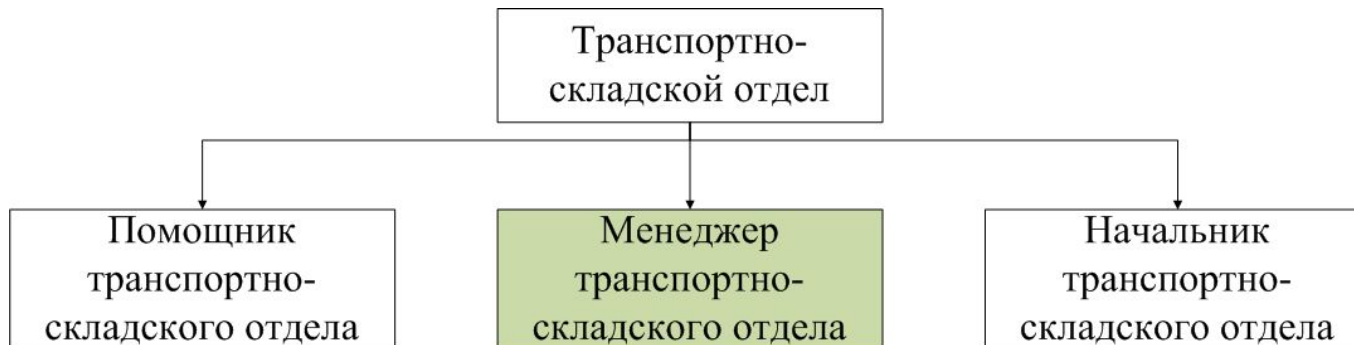 Транспортно-
складской отдел
Помощник
транспортно-
складского отдела
Менеджер
транспортно-
складского отдела
Начальник
транспортно-
складского отдела